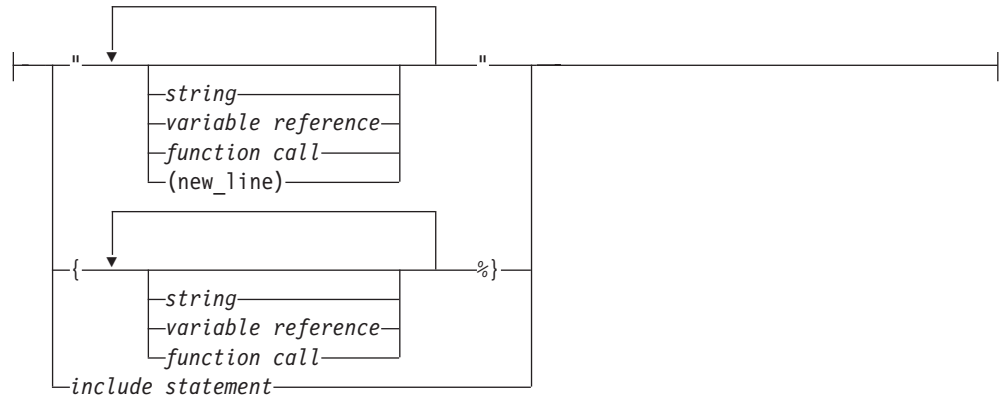 " "
string
variable reference
function call
(new_line)
{ %}
string
variable reference
function call
include statement